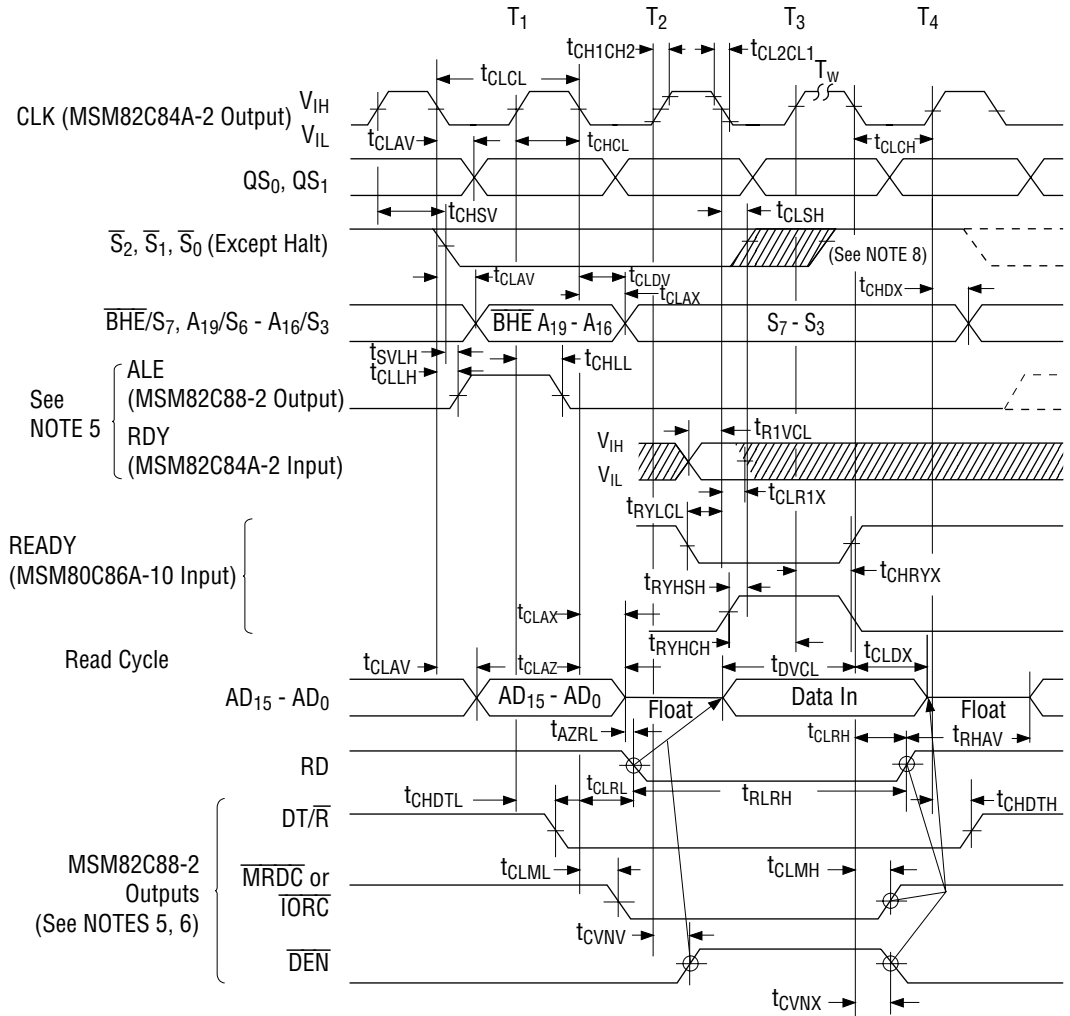 T1 T2 T3 T4
tCH1CH2 tCL2CL1
tCLCL TW
VIH
CLK (MSM82C84A-2 Output)
VIL
tCLAV tCHCL tCLCH
QS0, QS1
tCHSV tCLSH
S̅2, S̅1, S̅0 (Except Halt) (See NOTE 8)
tCLAV tCLDV tCHDX
tCLAX
B̅H̅E̅/S7, A19/S6 - A16/S3 B̅H̅E̅ A19 - A16 S7 - S3
tSVLH tCHLL
tCLLH
See NOTE 5
ALE
(MSM82C88-2 Output)
RDY
(MSM82C84A-2 Input)
tR1VCL
VIH
VIL
tCLR1X
tRYLCL
READY
(MSM80C86A-10 Input)
tCHRYX
tRYHSH
tCLAX
tRYHCH
Read Cycle
tCLAV tCLAZ tDVCL tCLDX
AD15 - AD0 AD15 - AD0 Float Data In Float
tAZRL tCLRH tRHAV
RD
tCHDTL tCLRL tRLRH tCHDTH
DT/R̅
MSM82C88-2
Outputs
(See NOTES 5, 6)
tCLML tCLMH
M̅R̅D̅C̅ or
I̅O̅R̅C̅
tCVNV
D̅E̅N̅
tCVNX